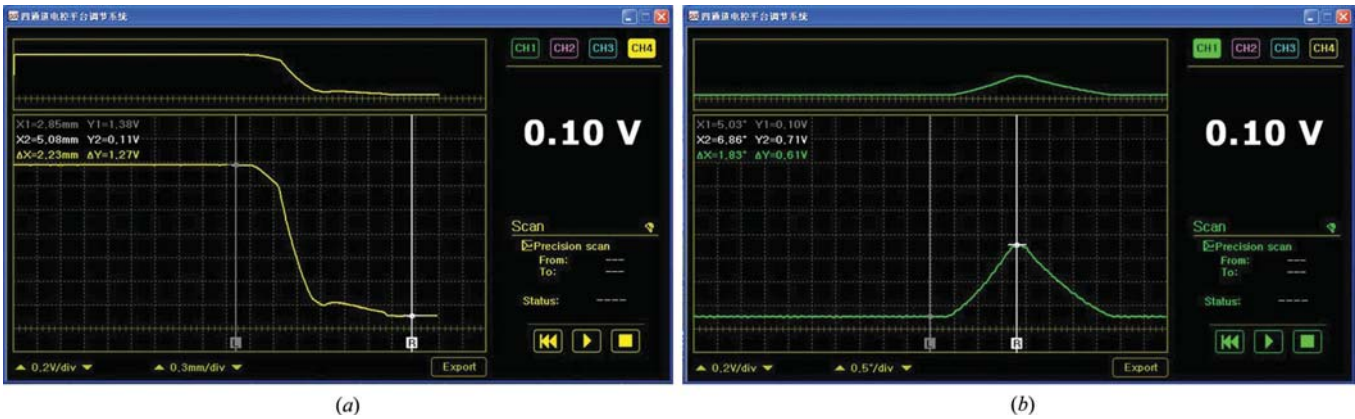 四通道电控平台调节系统
CH1 CH2 CH3 CH4
X1=2,85mm Y1=1,38V
X2=5,08mm Y2=0,11V
ΔX=2,23mm ΔY=1,27V
0.10 V
Scan
Precision scan
From: ---
To: ---
Status: ----
L R
0,2V/div 0,3mm/div Export
(a)
四通道电控平台调节系统
CH1 CH2 CH3 CH4
X1=5,03° Y1=0,10V
X2=6,86° Y2=0,71V
ΔX=1,83° ΔY=0,61V
0.10 V
Scan
Precision scan
From: ---
To: ---
Status: ----
L R
0,2V/div 0,5°/div Export
(b)